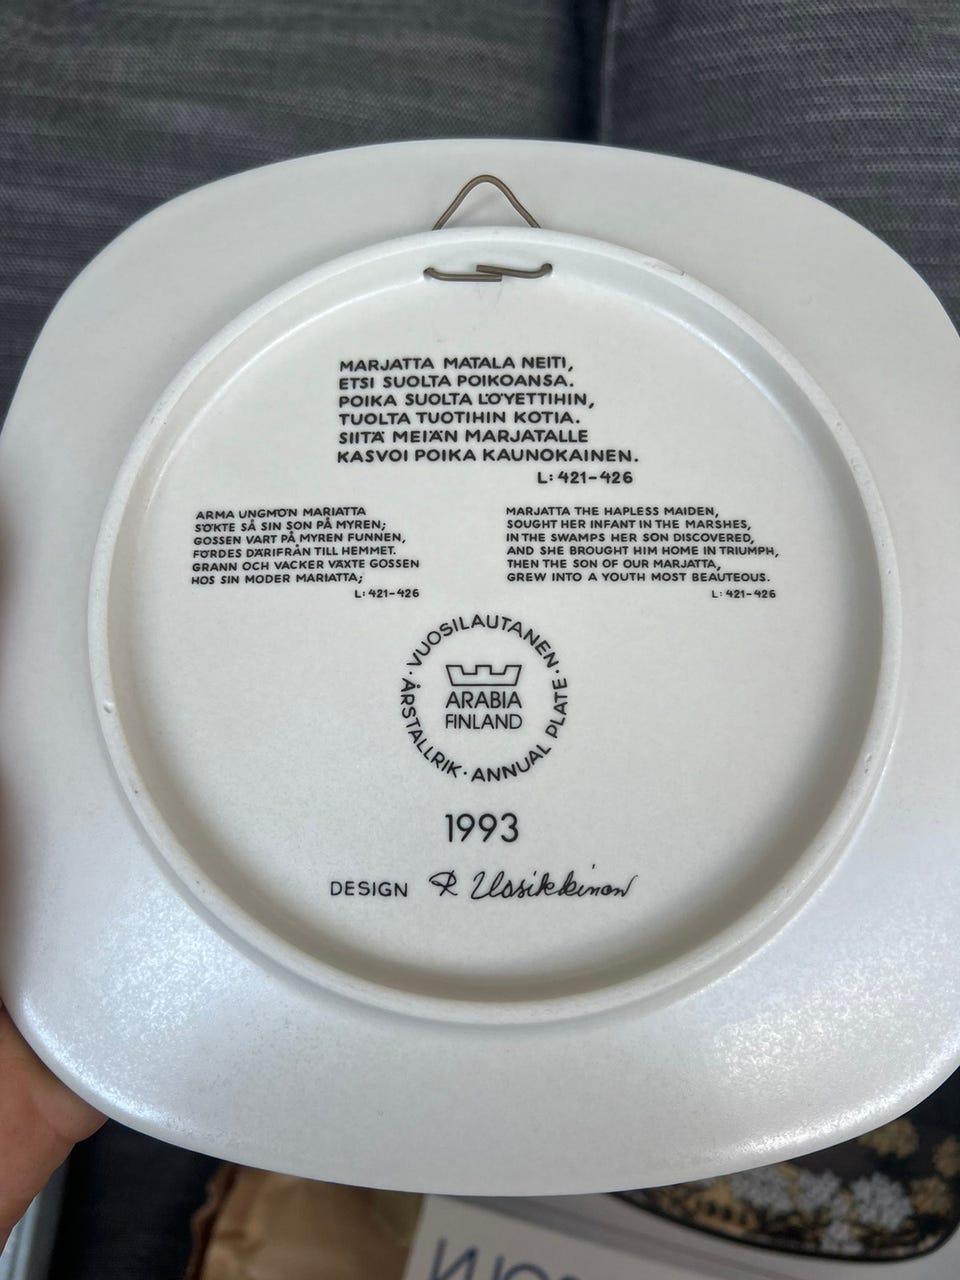 MARJATTA MATALA NEITI,
ETSI SUOLTA POIKOANSA.
POIKA SUOLTA LÖYETTIHIN,
TUOLTA TUOTIHIN KOTIA.
SIITÄ MEIÄN MARJATALLE
KASVOI POIKA KAUNOKAINEN.
L: 421-426
ARMA UNGMÖN MARIATTA
SÖKTE SÅ SIN SON PÅ MYREN;
GOSSEN VART PÅ MYREN FUNNEN,
FÖRDES DÄRIFRÅN TILL HEMMET.
GRANN OCH VACKER VÄXTE GOSSEN
HOS SIN MODER MARIATTA;
L: 421-426
MARJATTA THE HAPLESS MAIDEN,
SOUGHT HER INFANT IN THE MARSHES,
IN THE SWAMPS HER SON DISCOVERED,
AND SHE BROUGHT HIM HOME IN TRIUMPH,
THEN THE SON OF OUR MARJATTA,
GREW INTO A YOUTH MOST BEAUTEOUS.
L: 421-426
· VUOSILAUTANEN · ANNUAL PLATE · ÅRSTALLRIK
ARABIA
FINLAND
1993
DESIGN R Uosikkinen